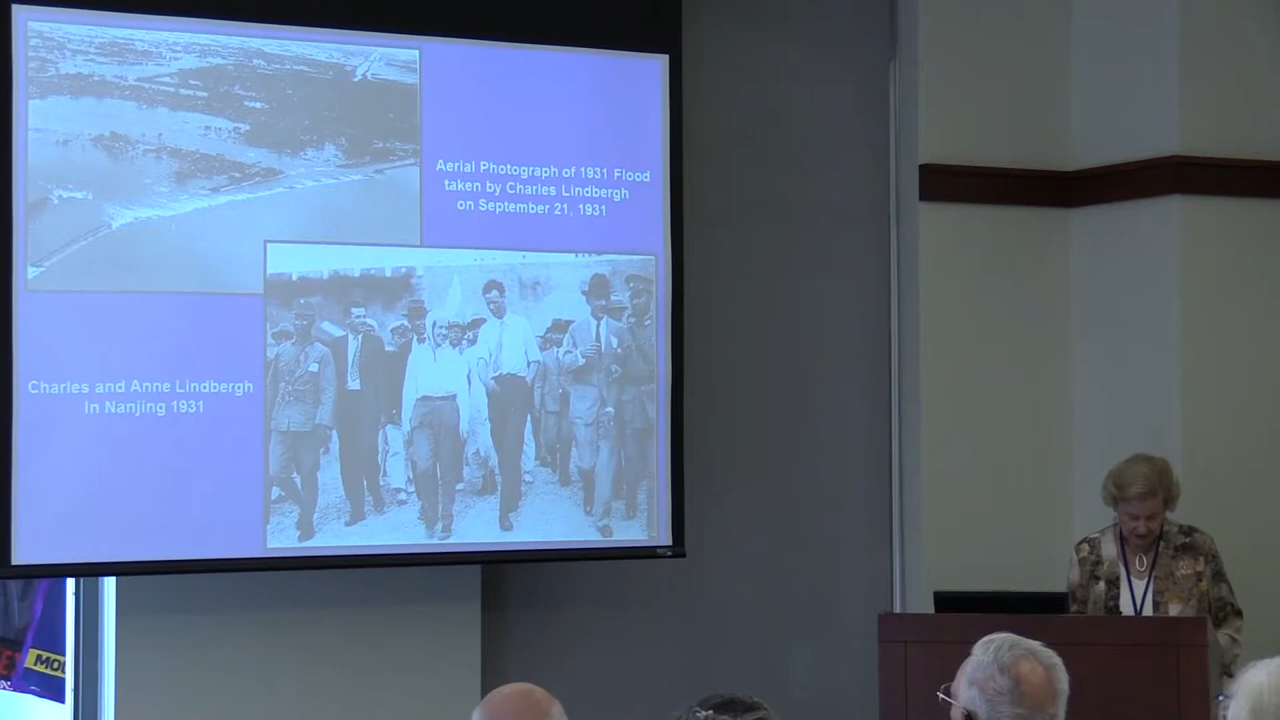 Aerial Photograph of 1931 Flood
taken by Charles Lindbergh
on September 21, 1931
Charles and Anne Lindbergh
In Nanjing 1931
MO